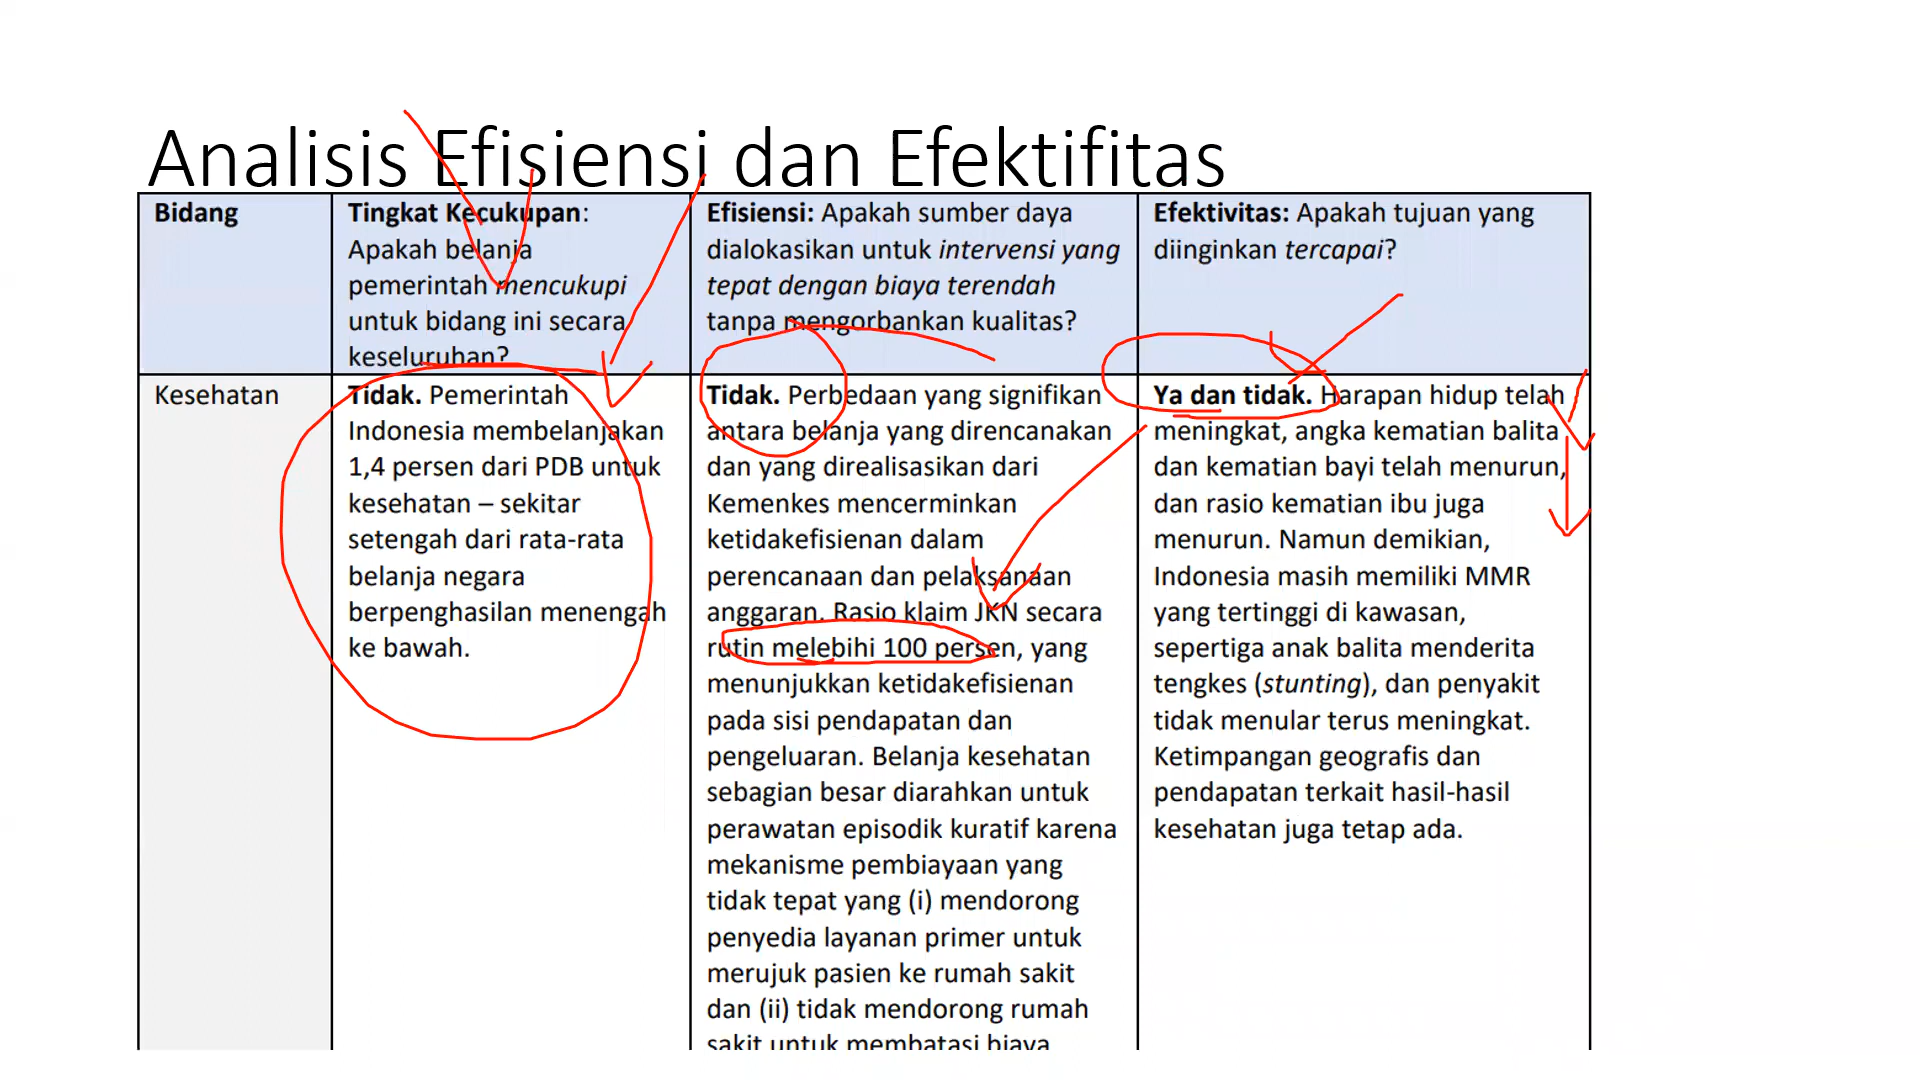 Analisis Efisiensi dan Efektifitas
Bidang
Tingkat Kecukupan:
Apakah belanja
pemerintah mencukupi
untuk bidang ini secara
keseluruhan?
Efisiensi: Apakah sumber daya
dialokasikan untuk intervensi yang
tepat dengan biaya terendah
tanpa mengorbankan kualitas?
Efektivitas: Apakah tujuan yang
diinginkan tercapai?
Kesehatan
Tidak. Pemerintah
Indonesia membelanjakan
1,4 persen dari PDB untuk
kesehatan – sekitar
setengah dari rata-rata
belanja negara
berpenghasilan menengah
ke bawah.
Tidak. Perbedaan yang signifikan
antara belanja yang direncanakan
dan yang direalisasikan dari
Kemenkes mencerminkan
ketidakefisienan dalam
perencanaan dan pelaksanaan
anggaran. Rasio klaim JKN secara
rutin melebihi 100 persen, yang
menunjukkan ketidakefisienan
pada sisi pendapatan dan
pengeluaran. Belanja kesehatan
sebagian besar diarahkan untuk
perawatan episodik kuratif karena
mekanisme pembiayaan yang
tidak tepat yang (i) mendorong
penyedia layanan primer untuk
merujuk pasien ke rumah sakit
dan (ii) tidak mendorong rumah
sakit untuk membatasi biaya
Ya dan tidak. Harapan hidup telah
meningkat, angka kematian balita
dan kematian bayi telah menurun,
dan rasio kematian ibu juga
menurun. Namun demikian,
Indonesia masih memiliki MMR
yang tertinggi di kawasan,
sepertiga anak balita menderita
tengkes (stunting), dan penyakit
tidak menular terus meningkat.
Ketimpangan geografis dan
pendapatan terkait hasil-hasil
kesehatan juga tetap ada.